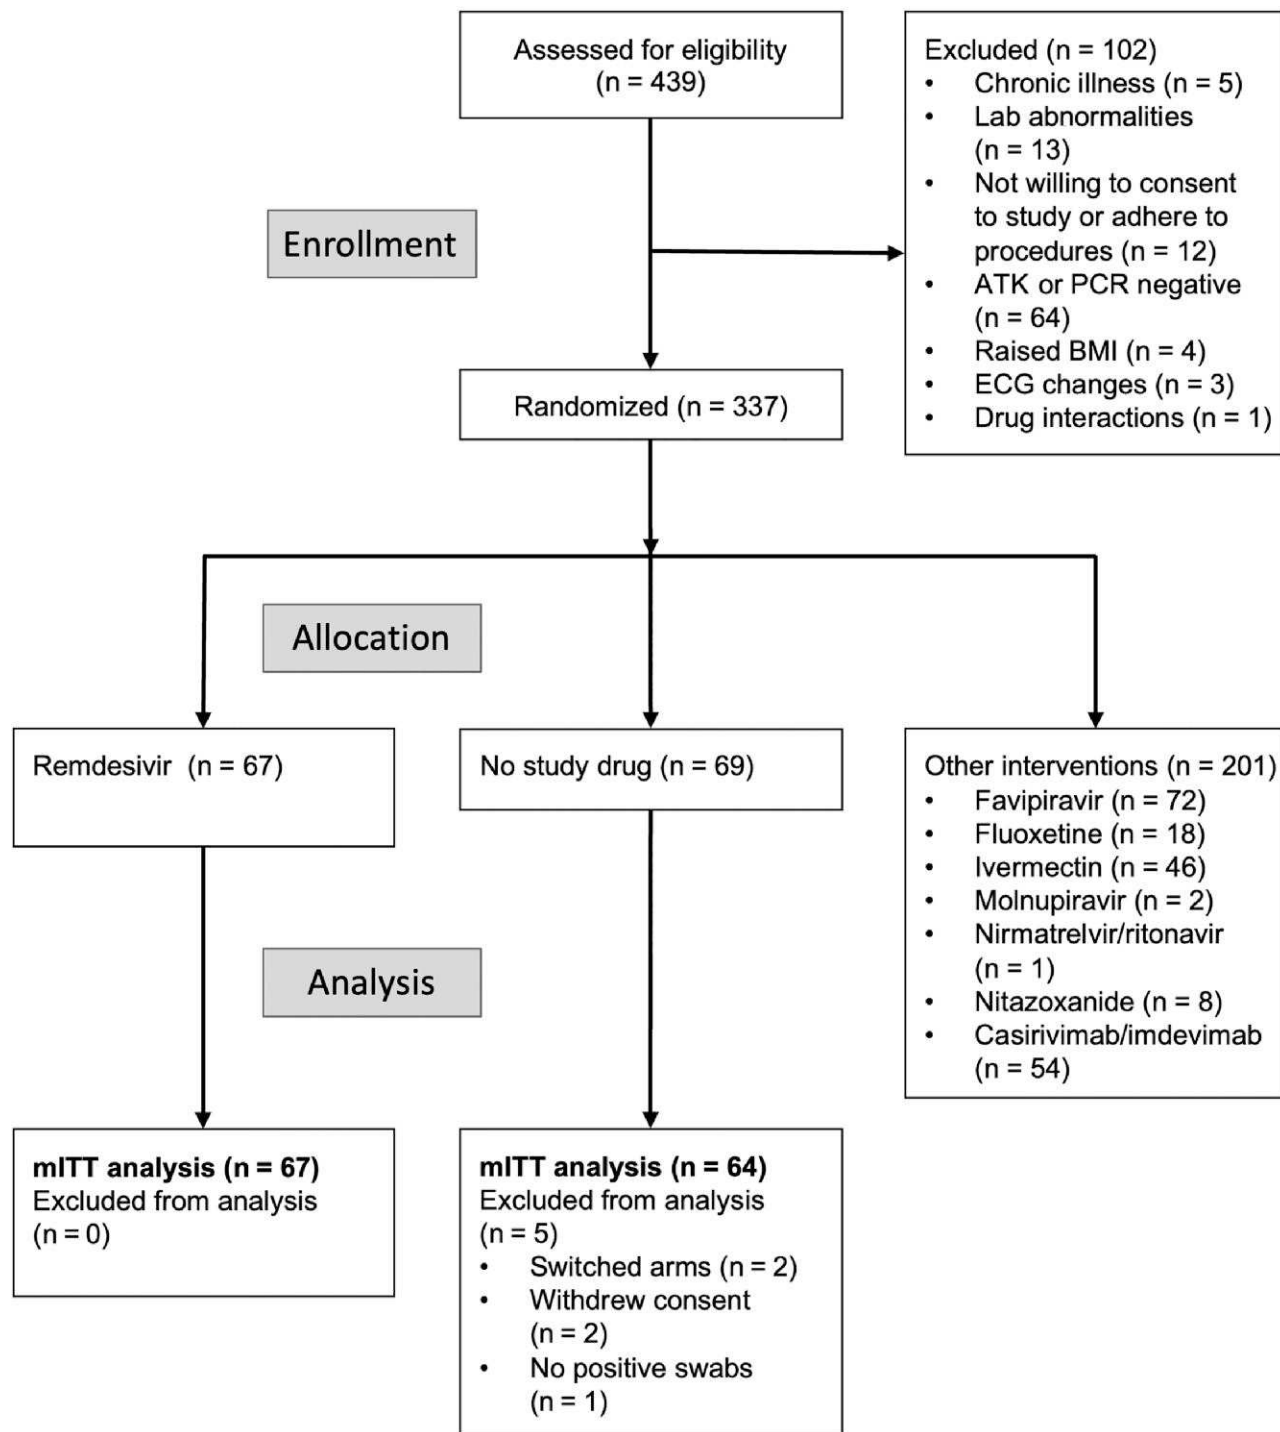 Assessed for eligibility
(n = 439)
Excluded (n = 102)
• Chronic illness (n = 5)
• Lab abnormalities
(n = 13)
• Not willing to consent
to study or adhere to
procedures (n = 12)
• ATK or PCR negative
(n = 64)
• Raised BMI (n = 4)
• ECG changes (n = 3)
• Drug interactions (n = 1)
Enrollment
Randomized (n = 337)
Allocation
Remdesivir (n = 67)
No study drug (n = 69)
Other interventions (n = 201)
• Favipiravir (n = 72)
• Fluoxetine (n = 18)
• Ivermectin (n = 46)
• Molnupiravir (n = 2)
• Nirmatrelvir/ritonavir
(n = 1)
• Nitazoxanide (n = 8)
• Casirivimab/imdevimab
(n = 54)
Analysis
mITT analysis (n = 67)
Excluded from analysis
(n = 0)
mITT analysis (n = 64)
Excluded from analysis
(n = 5)
• Switched arms (n = 2)
• Withdrew consent
(n = 2)
• No positive swabs
(n = 1)